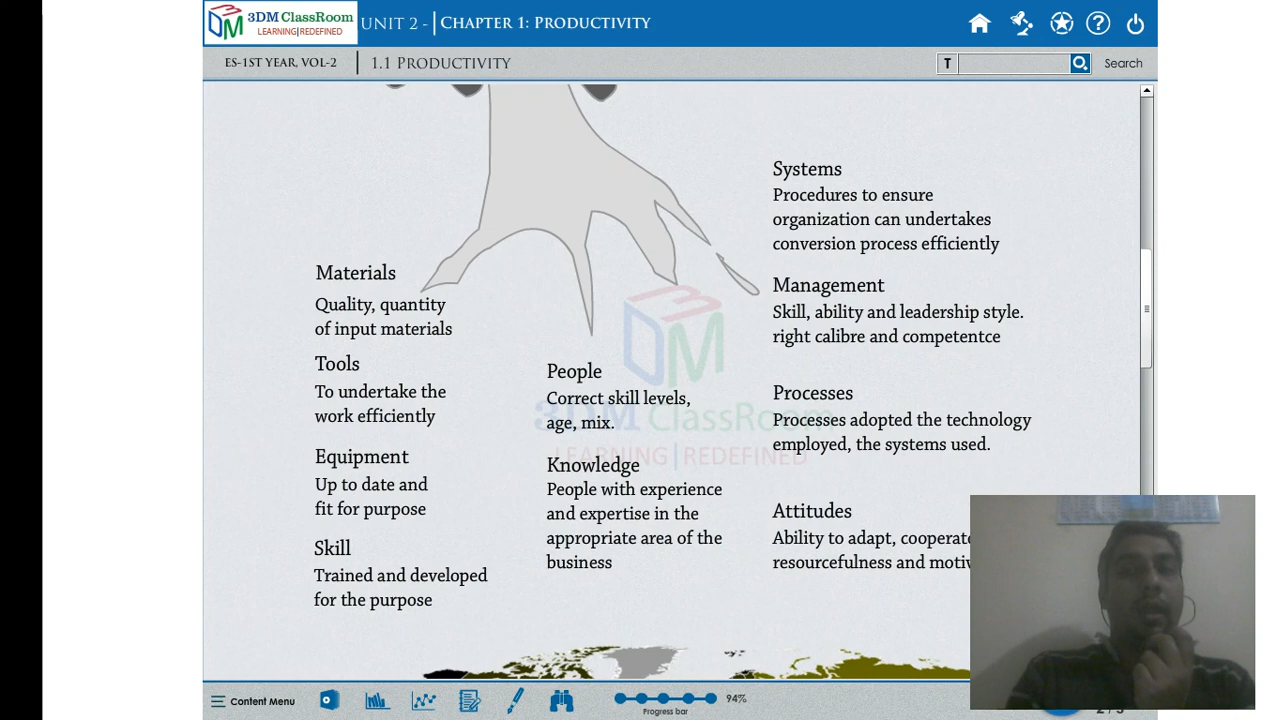 3DM ClassRoom
LEARNING|REDEFINED
UNIT 2 - CHAPTER 1: PRODUCTIVITY
ES-1ST YEAR, VOL-2
1.1 PRODUCTIVITY
T
Search
Materials
Quality, quantity
of input materials
Tools
To undertake the
work efficiently
Equipment
Up to date and
fit for purpose
Skill
Trained and developed
for the purpose
People
Correct skill levels,
age, mix.
Knowledge
People with experience
and expertise in the
appropriate area of the
business
Systems
Procedures to ensure
organization can undertakes
conversion process efficiently
Management
Skill, ability and leadership style.
right calibre and competentce
Processes
Processes adopted the technology
employed, the systems used.
Attitudes
Ability to adapt, cooperate
resourcefulness and motiv
3DM ClassRoom
LEARNING|REDEFINED
Content Menu
Progress bar
94%